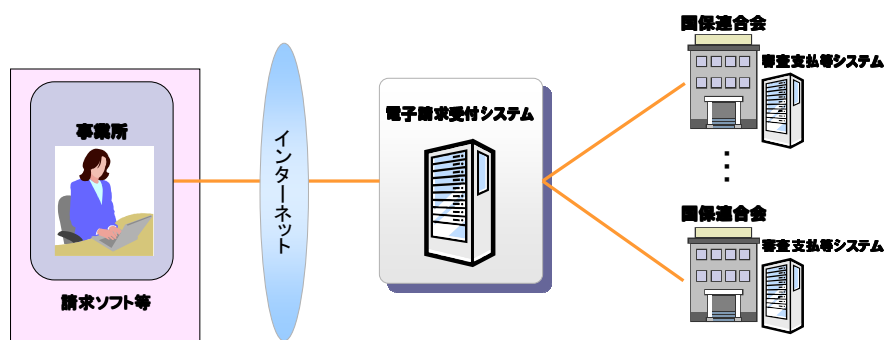 事業所
請求ソフト等
インターネット
電子請求受付システム
国保連合会
審査支払等システム
国保連合会
審査支払等システム